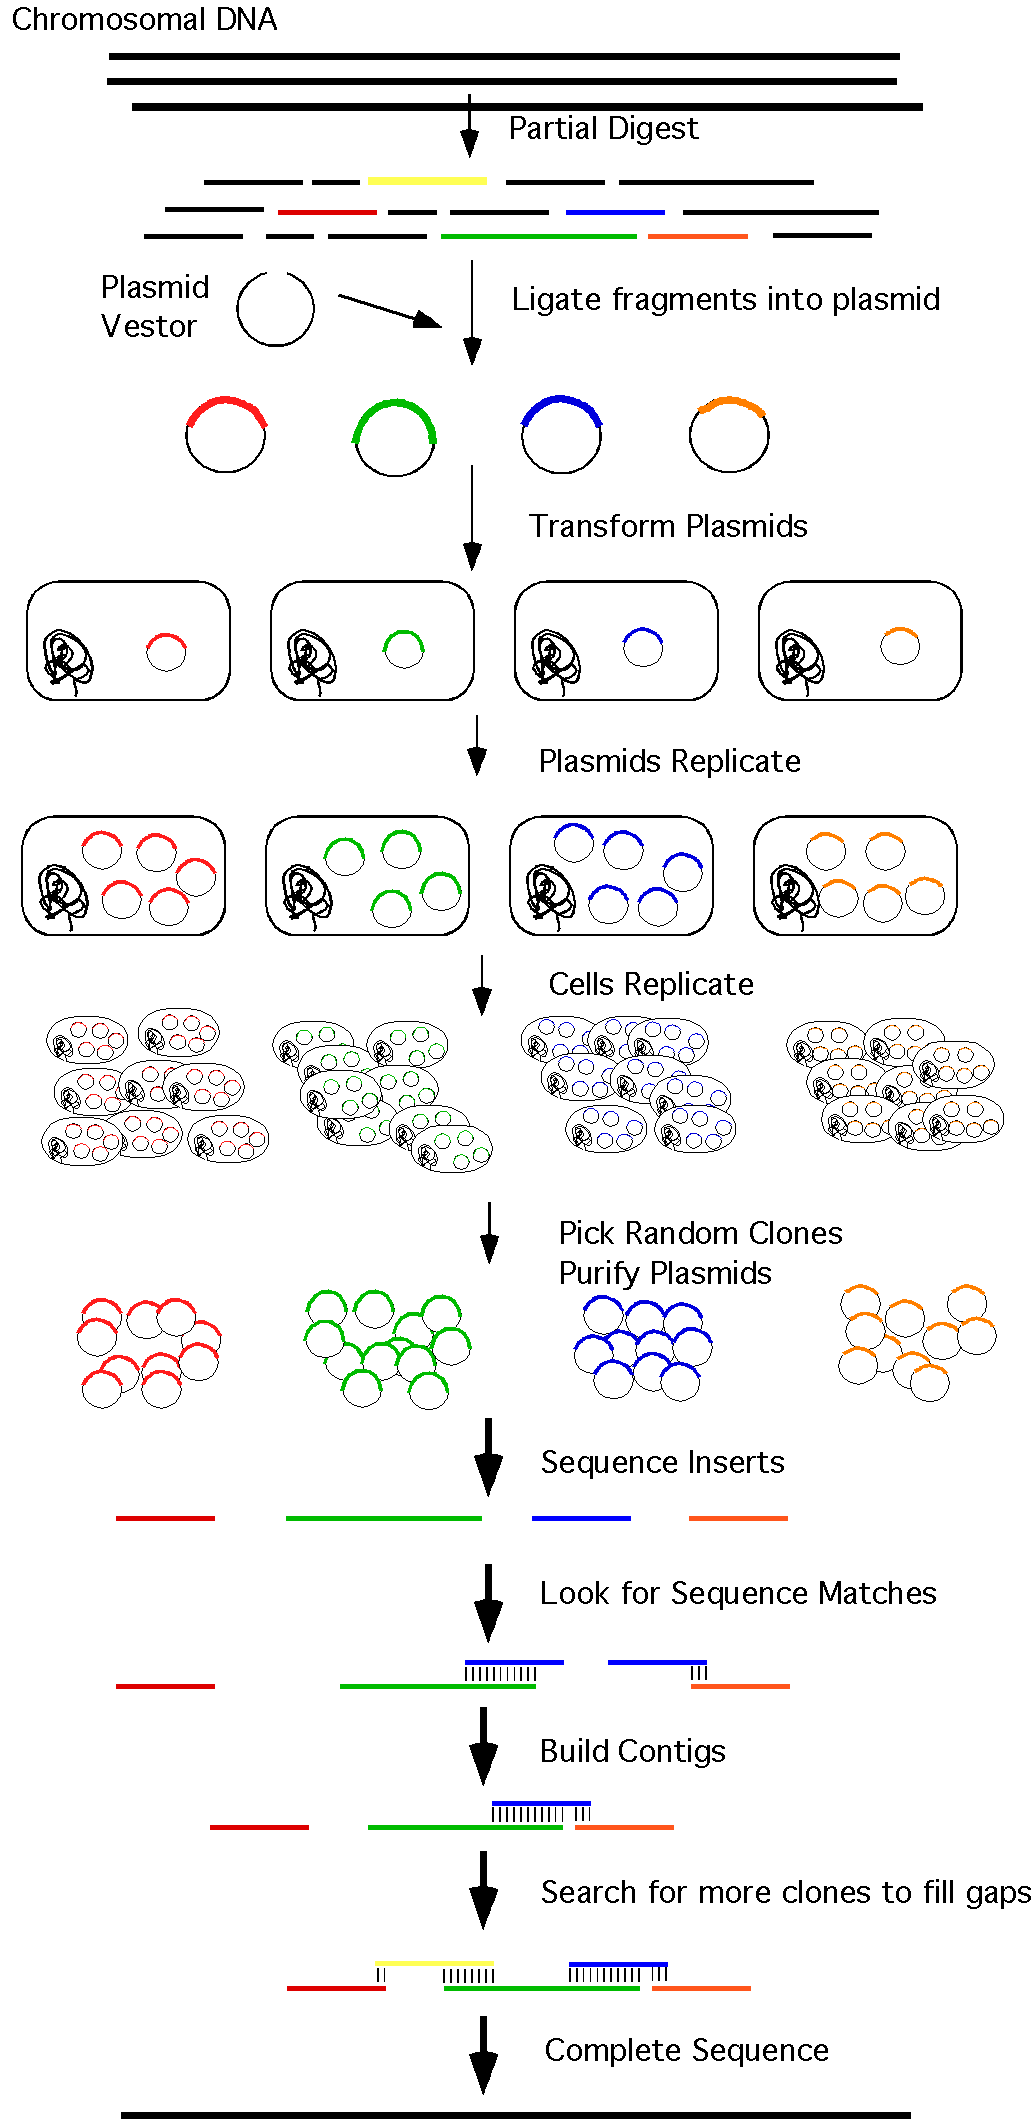 Chromosomal DNA
Partial Digest
Plasmid
Vestor
Ligate fragments into plasmid
Transform Plasmids
Plasmids Replicate
Cells Replicate
Pick Random Clones
Purify Plasmids
Sequence Inserts
Look for Sequence Matches
Build Contigs
Search for more clones to fill gaps
Complete Sequence